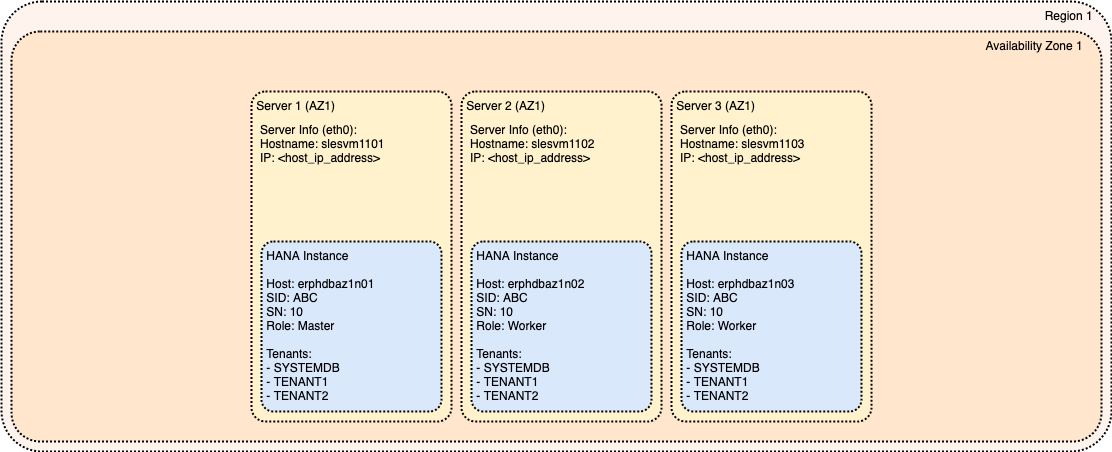 Region 1
Availability Zone 1
Server 1 (AZ1)
Server Info (eth0):
Hostname: slesvm1101
IP: <host_ip_address>
HANA Instance
Host: erphdbaz1n01
SID: ABC
SN: 10
Role: Master
Tenants:
- SYSTEMDB
- TENANT1
- TENANT2
Server 2 (AZ1)
Server Info (eth0):
Hostname: slesvm1102
IP: <host_ip_address>
HANA Instance
Host: erphdbaz1n02
SID: ABC
SN: 10
Role: Worker
Tenants:
- SYSTEMDB
- TENANT1
- TENANT2
Server 3 (AZ1)
Server Info (eth0):
Hostname: slesvm1103
IP: <host_ip_address>
HANA Instance
Host: erphdbaz1n03
SID: ABC
SN: 10
Role: Worker
Tenants:
- SYSTEMDB
- TENANT1
- TENANT2